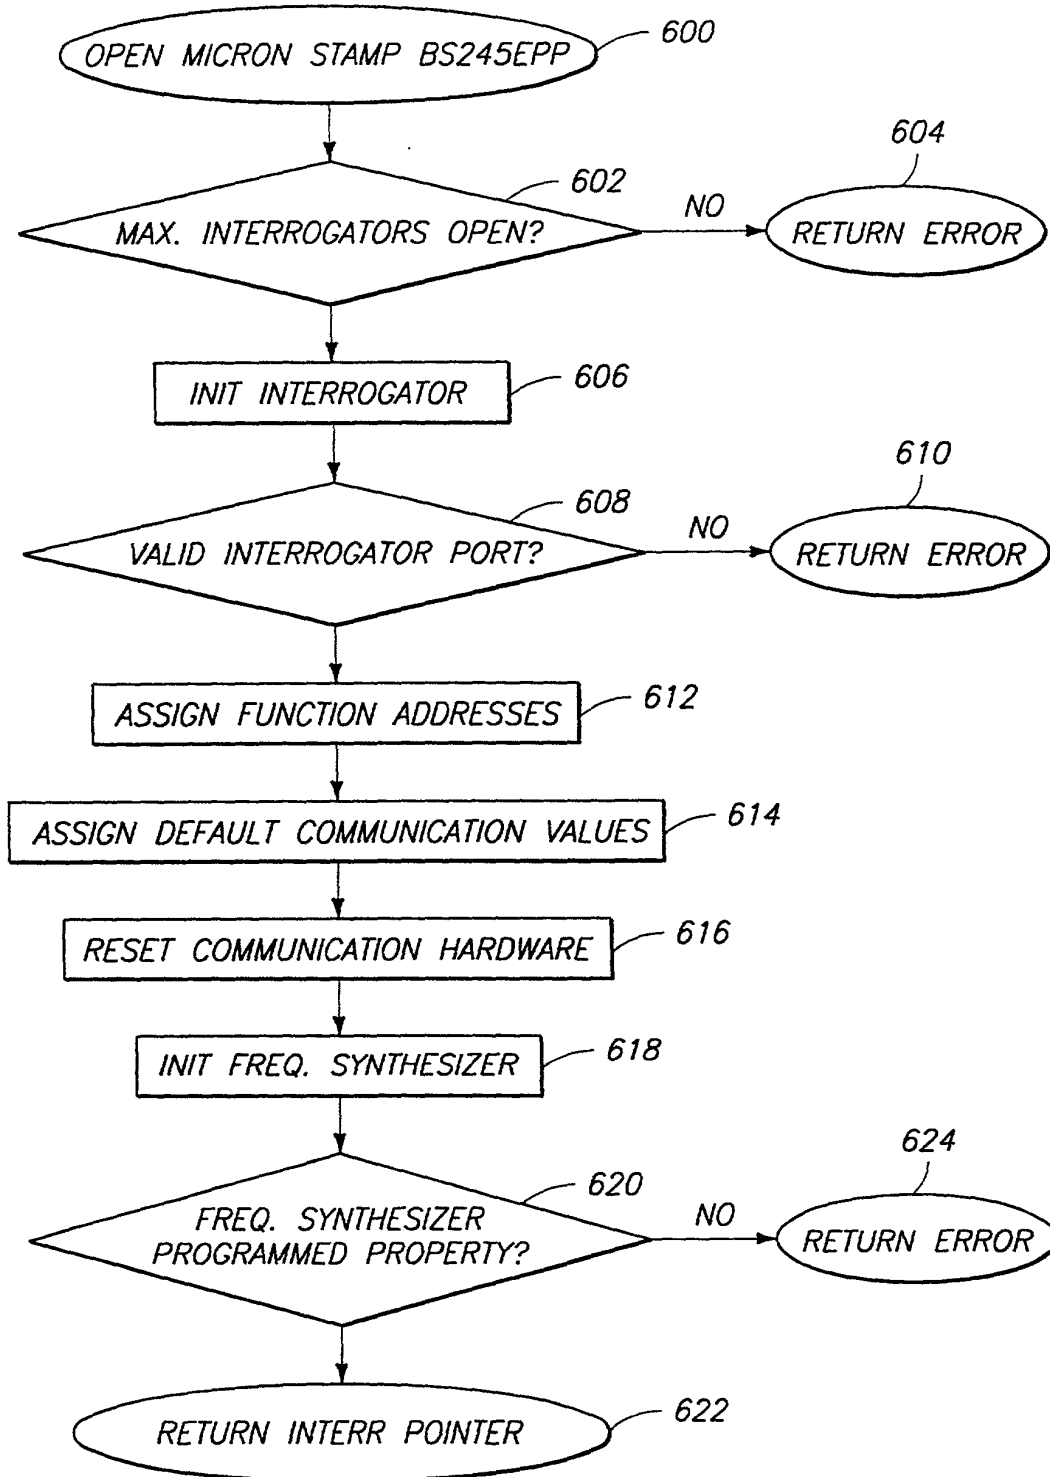 OPEN MICRON STAMP BS245EPP
600
604
602
NO
MAX. INTERROGATORS OPEN?
RETURN ERROR
606
INIT INTERROGATOR
610
608
NO
VALID INTERROGATOR PORT?
RETURN ERROR
612
ASSIGN FUNCTION ADDRESSES
614
ASSIGN DEFAULT COMMUNICATION VALUES
616
RESET COMMUNICATION HARDWARE
618
INIT FREQ. SYNTHESIZER
624
620
NO
FREQ. SYNTHESIZER
PROGRAMMED PROPERTY?
RETURN ERROR
622
RETURN INTERR POINTER